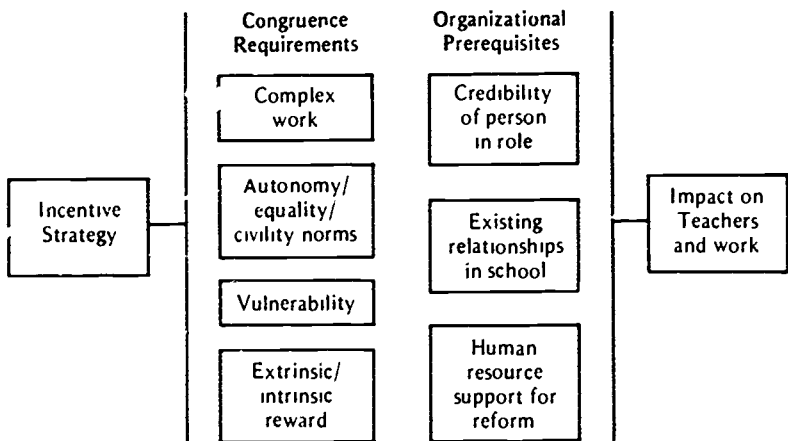 Congruence
Requirements
Organizational
Prerequisites
Complex
work
Credibility
of person
in role
Incentive
Strategy
Autonomy/
equality/
civility norms
Existing
relationships
in school
Impact on
Teachers
and work
Vulnerability
Extrinsic/
intrinsic
reward
Human
resource
support for
reform